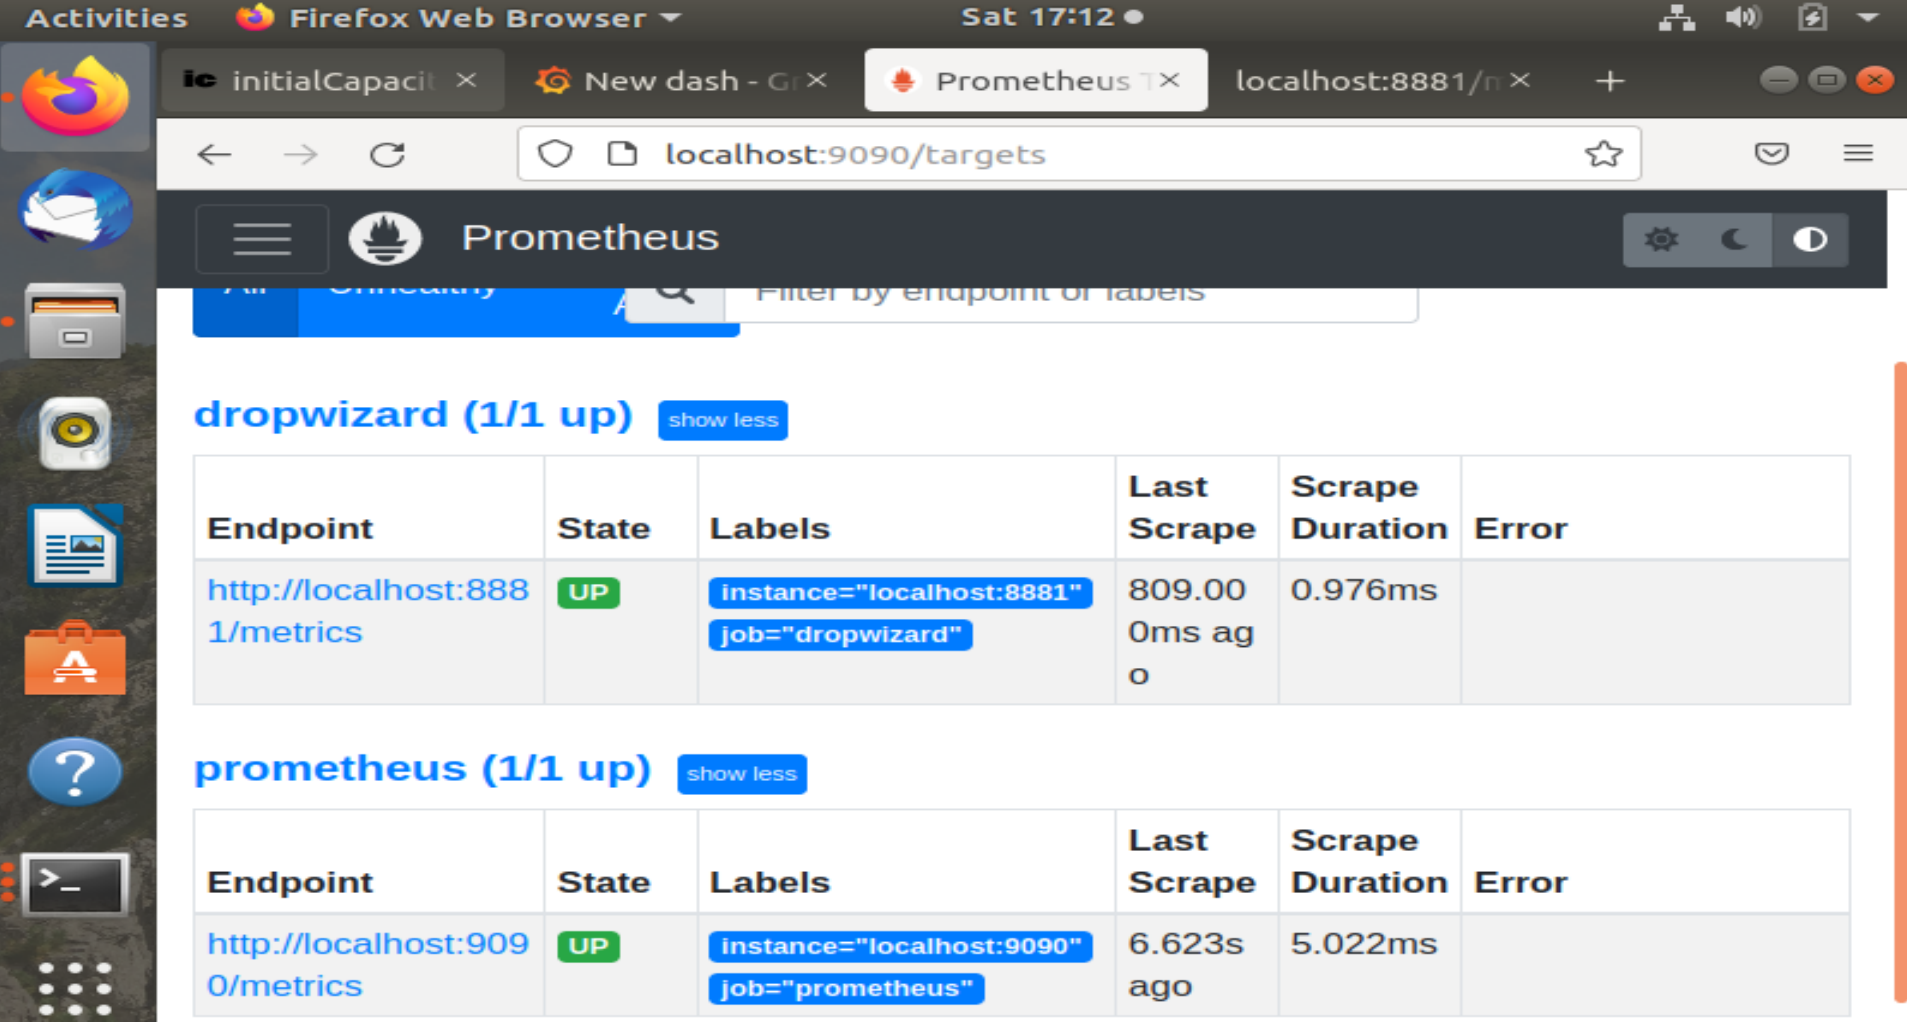 Activities Firefox Web Browser Sat 17:12
ic initialCapacit New dash - Gr Prometheus T localhost:8881/m
localhost:9090/targets
Prometheus
All Unhealthy Filter by endpoint or labels
dropwizard (1/1 up) show less
Endpoint State Labels Last Scrape Scrape Duration Error
http://localhost:8881/metrics UP instance="localhost:8881" job="dropwizard" 809.000ms ago 0.976ms
prometheus (1/1 up) show less
Endpoint State Labels Last Scrape Scrape Duration Error
http://localhost:9090/metrics UP instance="localhost:9090" job="prometheus" 6.623s ago 5.022ms